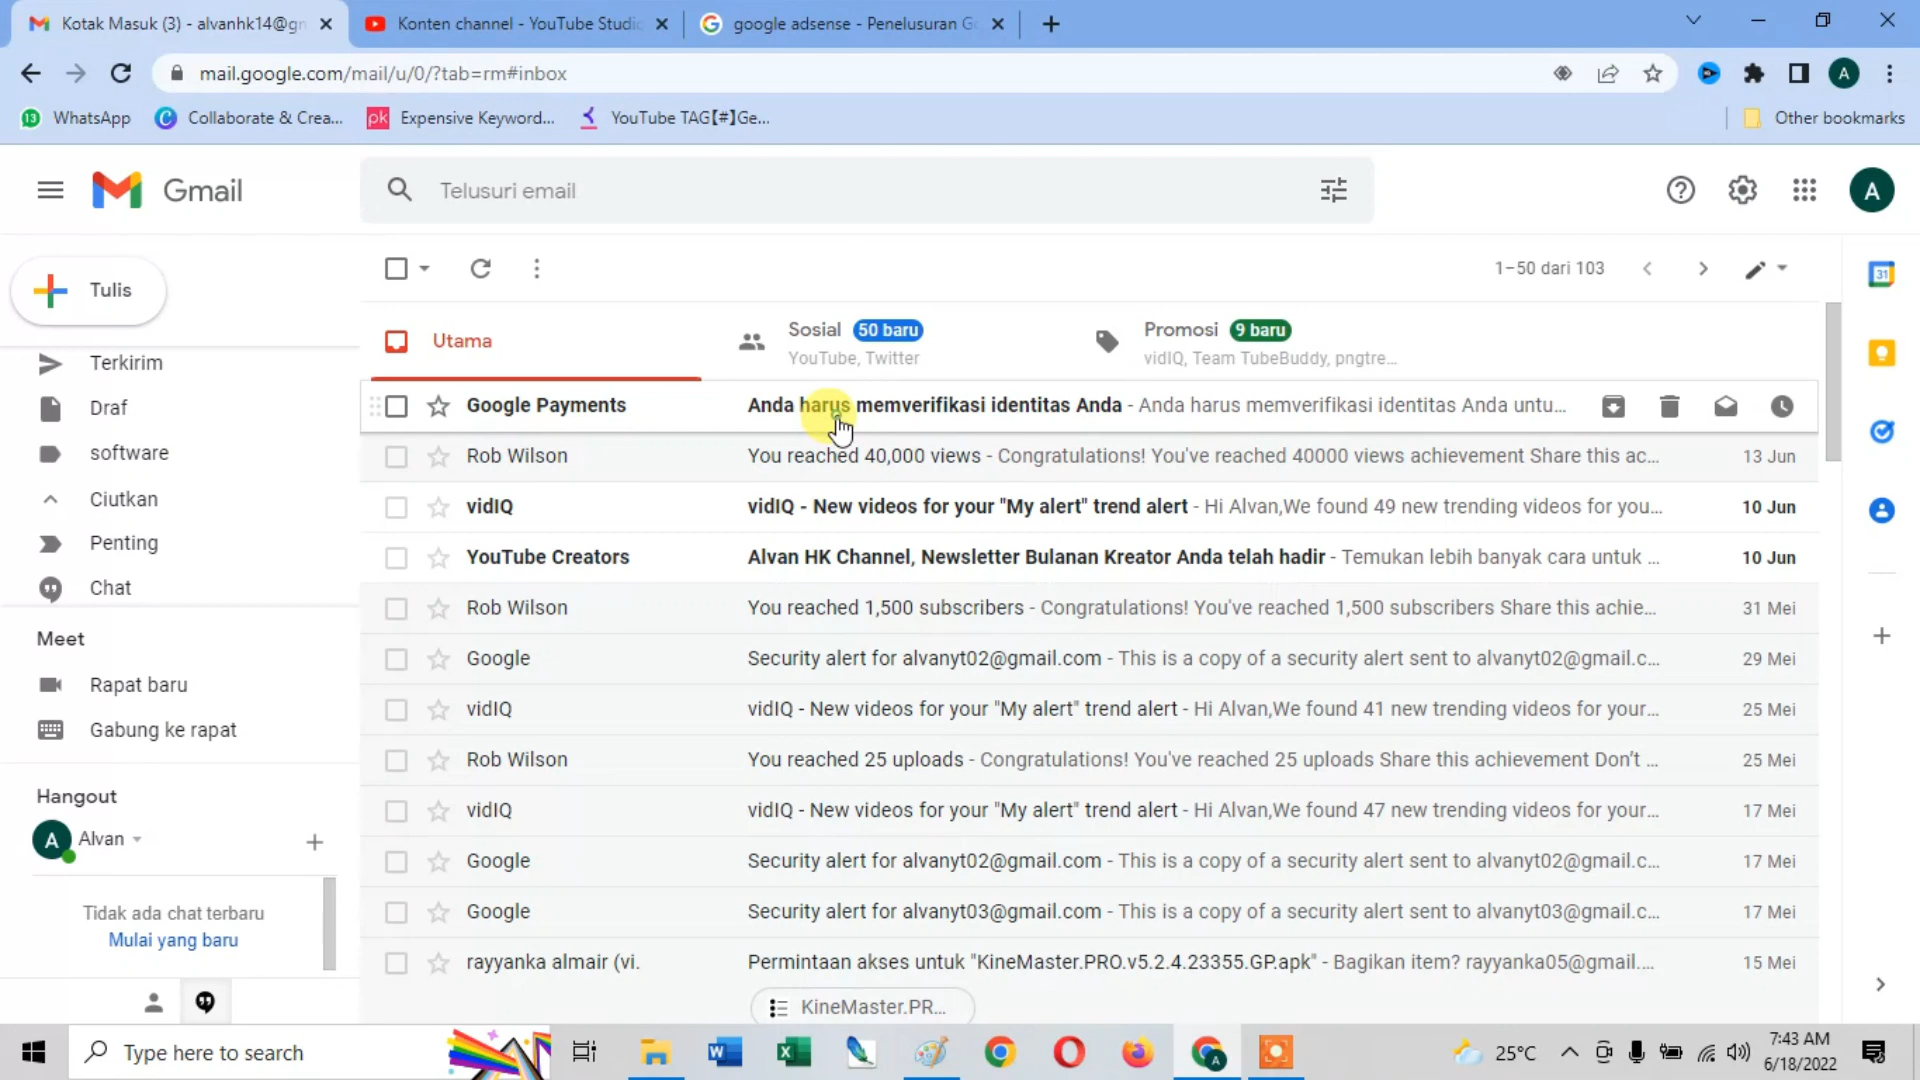 Kotak Masuk (3) - alvanhk14@gm
Konten channel - YouTube Studio
google adsense - Penelusuran Go
mail.google.com/mail/u/0/?tab=rm#inbox
A
13 WhatsApp
Collaborate & Crea...
pk Expensive Keyword...
YouTube TAG【#】Ge...
Other bookmarks
Gmail
Telusuri email
A
Tulis
1–50 dari 103
31
Terkirim
Draf
software
Ciutkan
Penting
Chat
Meet
Rapat baru
Gabung ke rapat
Hangout
A Alvan
Tidak ada chat terbaru
Mulai yang baru
Utama
Sosial 50 baru
YouTube, Twitter
Promosi 9 baru
vidIQ, Team TubeBuddy, pngtre...
Google Payments Anda harus memverifikasi identitas Anda - Anda harus memverifikasi identitas Anda untu...
Rob Wilson You reached 40,000 views - Congratulations! You've reached 40000 views achievement Share this ac... 13 Jun
vidIQ vidIQ - New videos for your "My alert" trend alert - Hi Alvan,We found 49 new trending videos for you... 10 Jun
YouTube Creators Alvan HK Channel, Newsletter Bulanan Kreator Anda telah hadir - Temukan lebih banyak cara untuk ... 10 Jun
Rob Wilson You reached 1,500 subscribers - Congratulations! You've reached 1,500 subscribers Share this achie... 31 Mei
Google Security alert for alvanyt02@gmail.com - This is a copy of a security alert sent to alvanyt02@gmail.c... 29 Mei
vidIQ vidIQ - New videos for your "My alert" trend alert - Hi Alvan,We found 41 new trending videos for your... 25 Mei
Rob Wilson You reached 25 uploads - Congratulations! You've reached 25 uploads Share this achievement Don't ... 25 Mei
vidIQ vidIQ - New videos for your "My alert" trend alert - Hi Alvan,We found 47 new trending videos for your... 17 Mei
Google Security alert for alvanyt02@gmail.com - This is a copy of a security alert sent to alvanyt02@gmail.c... 17 Mei
Google Security alert for alvanyt03@gmail.com - This is a copy of a security alert sent to alvanyt03@gmail.c... 17 Mei
rayyanka almair (vi. Permintaan akses untuk "KineMaster.PRO.v5.2.4.23355.GP.apk" - Bagikan item? rayyanka05@gmail.... 15 Mei
KineMaster.PR...
Type here to search
25°C
7:43 AM
6/18/2022